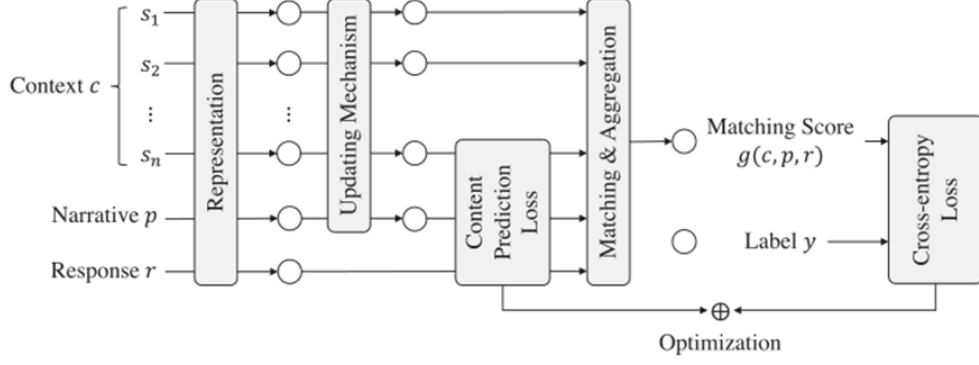 Context c
s₁
s₂
⋮
sₙ
Narrative p
Response r
Representation
⋮
Updating Mechanism
Content
Prediction
Loss
Matching & Aggregation
Matching Score
g(c, p, r)
Label y
Cross-entropy
Loss
⊕
Optimization